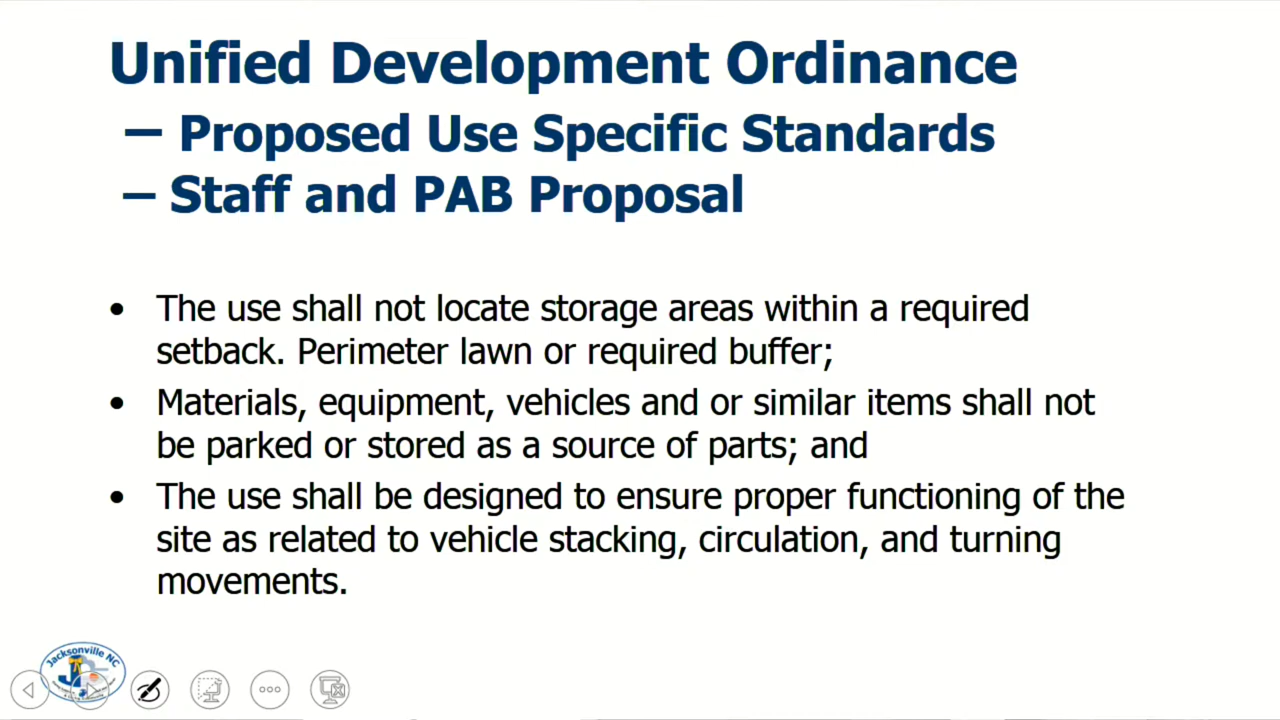 Unified Development Ordinance
– Proposed Use Specific Standards
– Staff and PAB Proposal
• The use shall not locate storage areas within a required
setback. Perimeter lawn or required buffer;
• Materials, equipment, vehicles and or similar items shall not
be parked or stored as a source of parts; and
• The use shall be designed to ensure proper functioning of the
site as related to vehicle stacking, circulation, and turning
movements.
Jacksonville NC